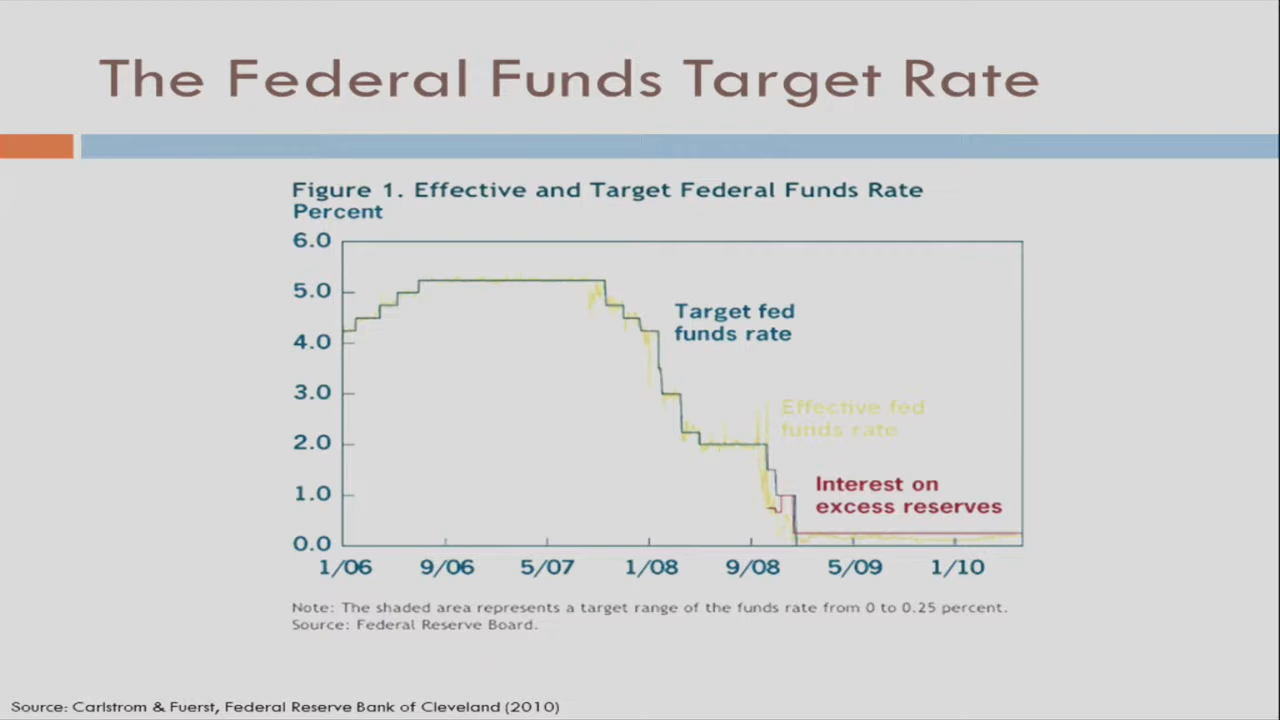 The Federal Funds Target Rate
Figure 1. Effective and Target Federal Funds Rate
Percent
6.0
5.0
4.0
3.0
2.0
1.0
0.0
Target fed
funds rate
Effective fed
funds rate
Interest on
excess reserves
1/06 9/06 5/07 1/08 9/08 5/09 1/10
Note: The shaded area represents a target range of the funds rate from 0 to 0.25 percent.
Source: Federal Reserve Board.
Source: Carlstrom & Fuerst, Federal Reserve Bank of Cleveland (2010)